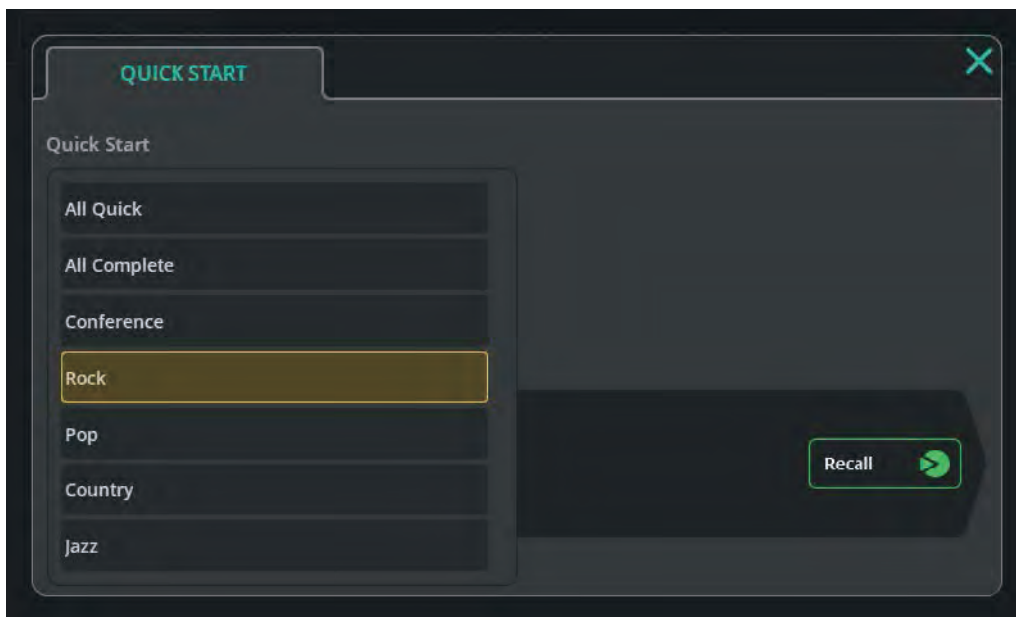 QUICK START
Quick Start
All Quick
All Complete
Conference
Rock
Pop
Recall
Country
Jazz